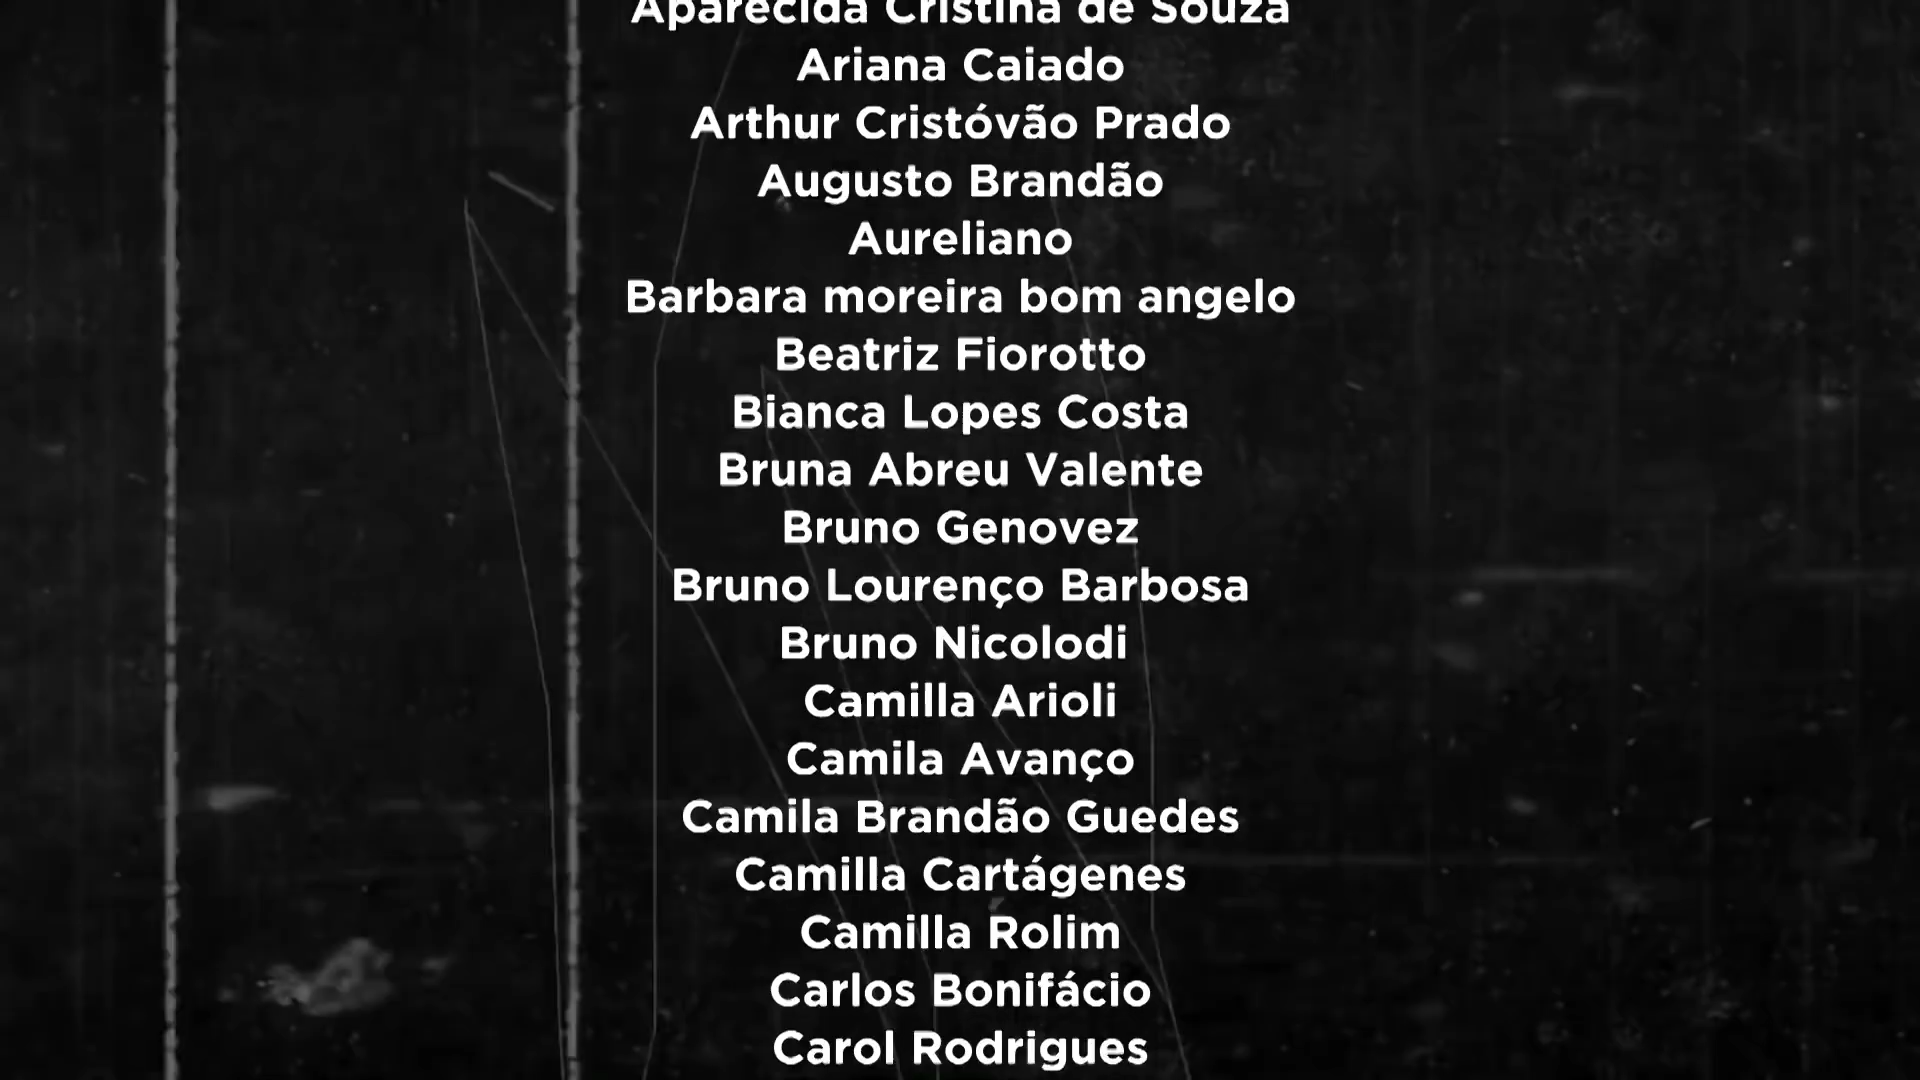 Aparecida Cristina de Souza
Ariana Caiado
Arthur Cristóvão Prado
Augusto Brandão
Aureliano
Barbara moreira bom angelo
Beatriz Fiorotto
Bianca Lopes Costa
Bruna Abreu Valente
Bruno Genovez
Bruno Lourenço Barbosa
Bruno Nicolodi
Camilla Arioli
Camila Avanço
Camila Brandão Guedes
Camilla Cartágenes
Camilla Rolim
Carlos Bonifácio
Carol Rodrigues